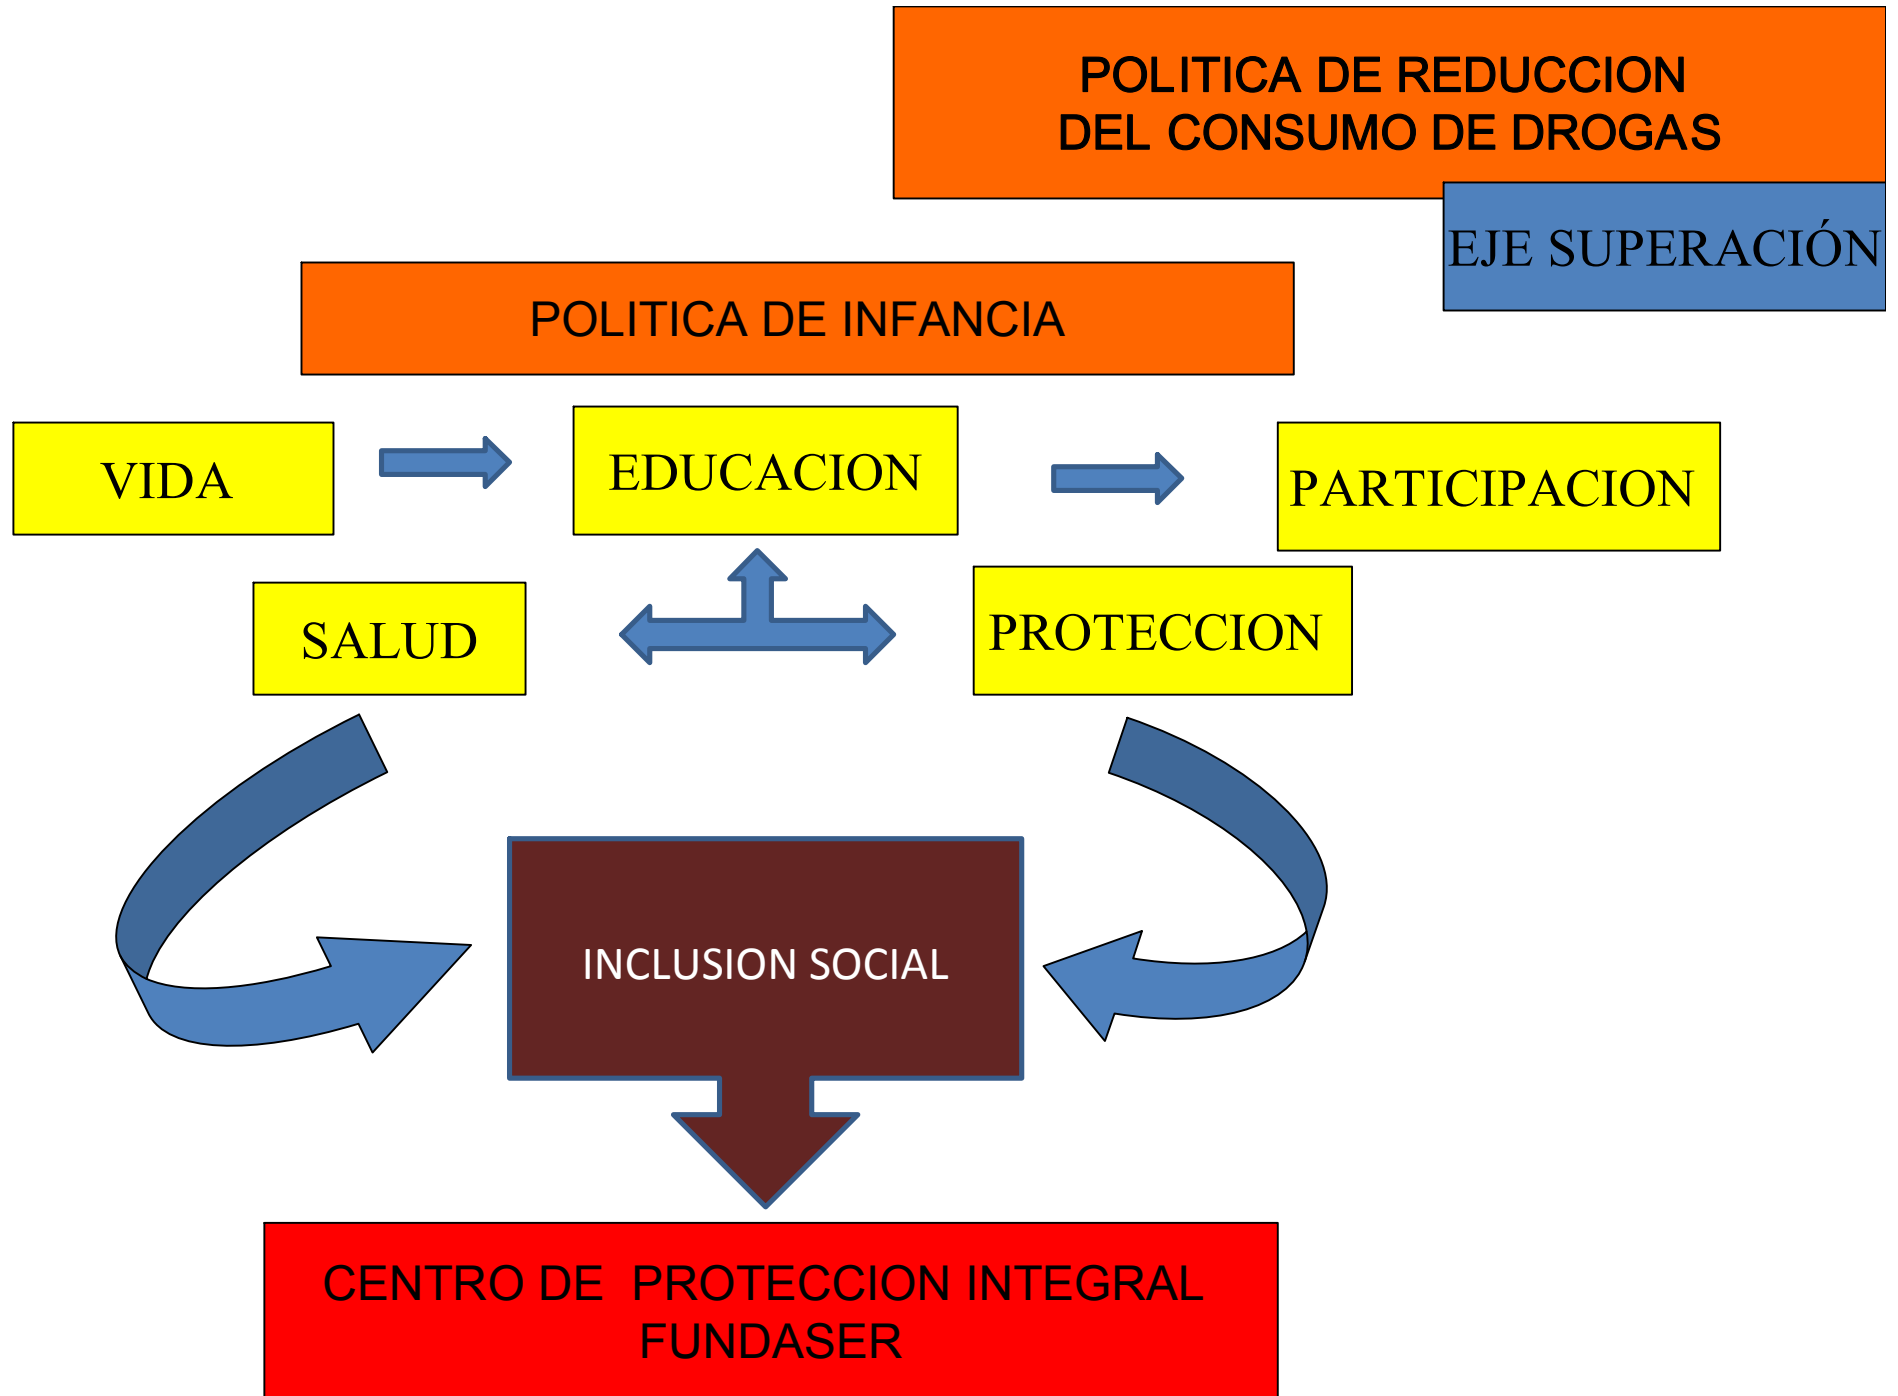 POLITICA DE REDUCCION
DEL CONSUMO DE DROGAS
EJE SUPERACIÓN
POLITICA DE INFANCIA
VIDA
EDUCACION
PARTICIPACION
SALUD
PROTECCION
INCLUSION SOCIAL
CENTRO DE PROTECCION INTEGRAL
FUNDASER